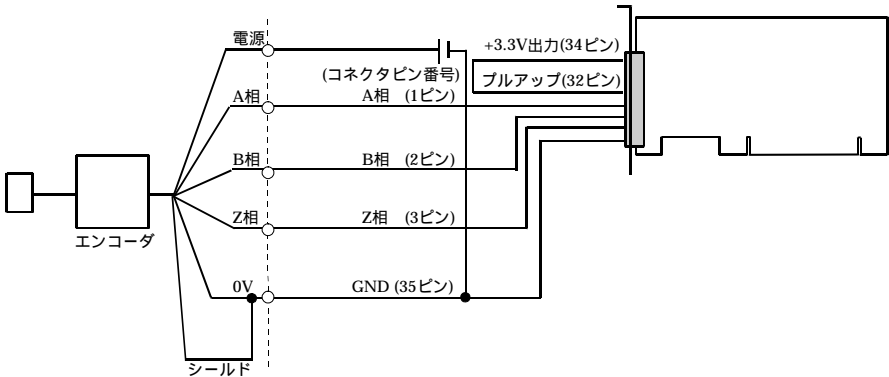 電源
+3.3V出力(34ピン)
(コネクタピン番号)
プルアップ(32ピン)
A相
A相 (1ピン)
B相
B相 (2ピン)
Z相
Z相 (3ピン)
エンコーダ
0V
GND (35ピン)
シールド